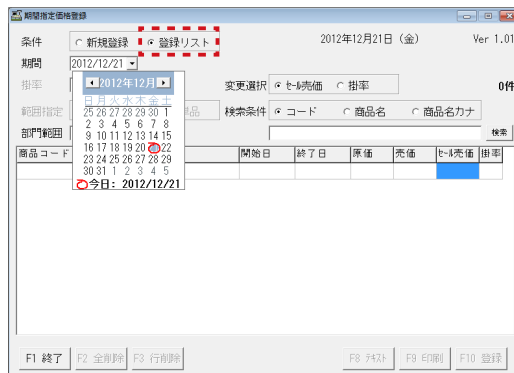 期間指定価格登録
条件 新規登録 登録リスト 2012年12月21日 (金) Ver 1.01
期間 2012/12/21
掛率 変更選択 ｾｰﾙ売価 掛率 0件
範囲指定 品 検索条件 コード 商品名 商品名カナ
部門範囲 検索
2012年12月
日 月 火 水 木 金 土
25 26 27 28 29 30 1
2 3 4 5 6 7 8
9 10 11 12 13 14 15
16 17 18 19 20 21 22
23 24 25 26 27 28 29
30 31 1 2 3 4 5
今日: 2012/12/21
商品コード 開始日 終了日 原価 売価 ｾｰﾙ売価 掛率
F1 終了 F2 全削除 F3 行削除 F8 ﾃｷｽﾄ F9 印刷 F10 登録